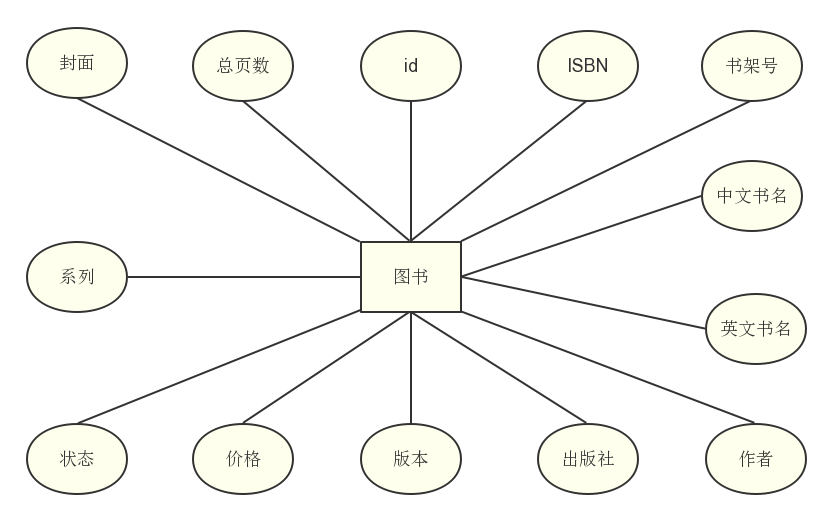 封面
总页数
id
ISBN
书架号
中文书名
系列
图书
英文书名
状态
价格
版本
出版社
作者